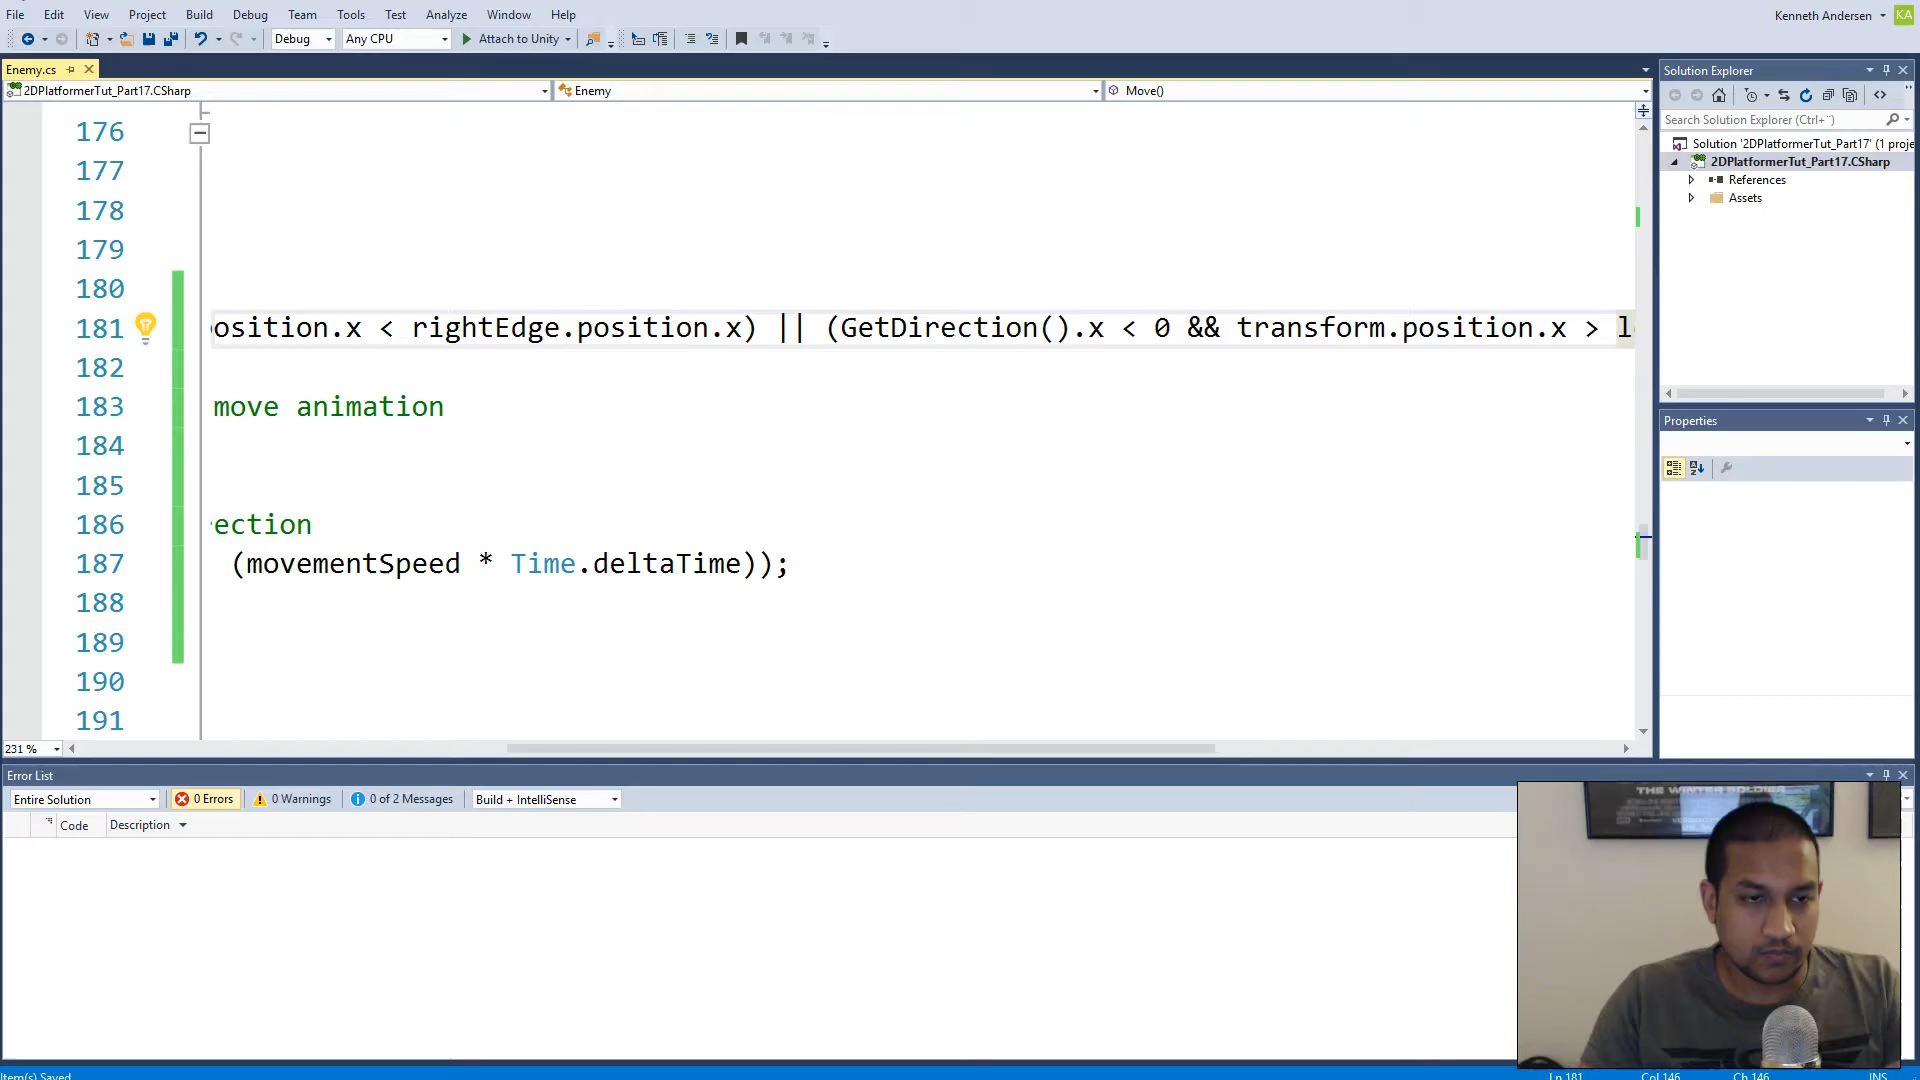 File Edit View Project Build Debug Team Tools Test Analyze Window Help
Kenneth Andersen KA
Debug Any CPU Attach to Unity
Enemy.cs
2DPlatformerTut_Part17.CSharp Enemy Move()
176
177
178
179
180
181 osition.x < rightEdge.position.x) || (GetDirection().x < 0 && transform.position.x > l
182
183 move animation
184
185
186 ection
187 (movementSpeed * Time.deltaTime));
188
189
190
191
231 %
Solution Explorer
Search Solution Explorer (Ctrl+¨)
Solution '2DPlatformerTut_Part17' (1 proje
2DPlatformerTut_Part17.CSharp
References
Assets
Properties
Error List
Entire Solution 0 Errors 0 Warnings 0 of 2 Messages Build + IntelliSense
Code Description
THE WINTER SOLDIER
Item(s) Saved Ln 181 Col 146 Ch 146 INS